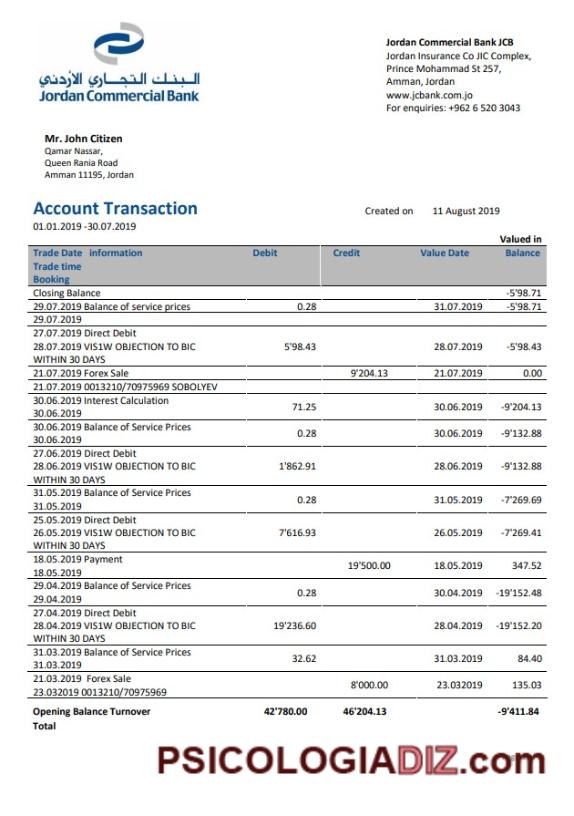 البنك التجاري الأردني
Jordan Commercial Bank
Jordan Commercial Bank JCB
Jordan Insurance Co JIC Complex,
Prince Mohammad St 257,
Amman, Jordan
www.jcbank.com.jo
For enquiries: +962 6 520 3043
Mr. John Citizen
Qamar Nassar,
Queen Rania Road
Amman 11195, Jordan
Account Transaction
Created on 11 August 2019
01.01.2019 -30.07.2019
Valued in
Trade Date information Debit Credit Value Date Balance
Trade time
Booking
Closing Balance -5'98.71
29.07.2019 Balance of service prices 0.28 31.07.2019 -5'98.71
29.07.2019
27.07.2019 Direct Debit
28.07.2019 VIS1W OBJECTION TO BIC 5'98.43 28.07.2019 -5'98.43
WITHIN 30 DAYS
21.07.2019 Forex Sale 9'204.13 21.07.2019 0.00
21.07.2019 0013210/70975969 SOBOLYEV
30.06.2019 Interest Calculation 71.25 30.06.2019 -9'204.13
30.06.2019
30.06.2019 Balance of Service Prices 0.28 30.06.2019 -9'132.88
30.06.2019
27.06.2019 Direct Debit
28.06.2019 VIS1W OBJECTION TO BIC 1'862.91 28.06.2019 -9'132.88
WITHIN 30 DAYS
31.05.2019 Balance of Service Prices 0.28 31.05.2019 -7'269.69
31.05.2019
25.05.2019 Direct Debit
26.05.2019 VIS1W OBJECTION TO BIC 7'616.93 26.05.2019 -7'269.41
WITHIN 30 DAYS
18.05.2019 Payment 19'500.00 18.05.2019 347.52
18.05.2019
29.04.2019 Balance of Service Prices 0.28 30.04.2019 -19'152.48
29.04.2019
27.04.2019 Direct Debit
28.04.2019 VIS1W OBJECTION TO BIC 19'236.60 28.04.2019 -19'152.20
WITHIN 30 DAYS
31.03.2019 Balance of Service Prices 32.62 31.03.2019 84.40
31.03.2019
21.03.2019 Forex Sale 8'000.00 23.032019 135.03
23.032019 0013210/70975969
Opening Balance Turnover 42'780.00 46'204.13 -9'411.84
Total
PSICOLOGIADIZ.com